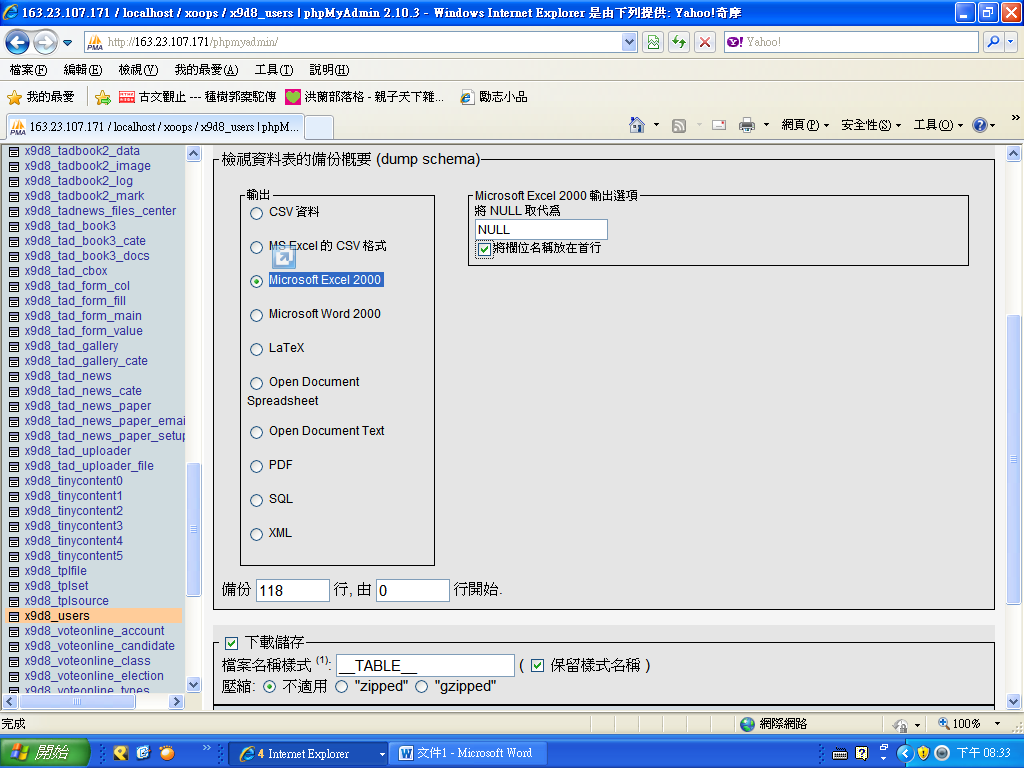 163.23.107.171 / localhost / xoops / x9d8_users | phpMyAdmin 2.10.3 - Windows Internet Explorer 是由下列提供: Yahoo!奇摩
http://163.23.107.171/phpmyadmin/
Yahoo!
檔案(F) 編輯(E) 檢視(V) 我的最愛(A) 工具(T) 說明(H)
我的最愛 古文觀止 --- 種樹郭橐駝傳 洪蘭部落格 - 親子天下雜... 勵志小品
163.23.107.171 / localhost / xoops / x9d8_users | phpM...
網頁(P) 安全性(S) 工具(O)
x9d8_tadbook2_data
x9d8_tadbook2_image
x9d8_tadbook2_log
x9d8_tadbook2_mark
x9d8_tadnews_files_center
x9d8_tad_book3
x9d8_tad_book3_cate
x9d8_tad_book3_docs
x9d8_tad_cbox
x9d8_tad_form_col
x9d8_tad_form_fill
x9d8_tad_form_main
x9d8_tad_form_value
x9d8_tad_gallery
x9d8_tad_gallery_cate
x9d8_tad_news
x9d8_tad_news_cate
x9d8_tad_news_paper
x9d8_tad_news_paper_emai
x9d8_tad_news_paper_setup
x9d8_tad_uploader
x9d8_tad_uploader_file
x9d8_tinycontent0
x9d8_tinycontent1
x9d8_tinycontent2
x9d8_tinycontent3
x9d8_tinycontent4
x9d8_tinycontent5
x9d8_tplfile
x9d8_tplset
x9d8_tplsource
x9d8_users
x9d8_voteonline_account
x9d8_voteonline_candidate
x9d8_voteonline_class
x9d8_voteonline_election
x9d8_voteonline_types
檢視資料表的備份概要 (dump schema)
輸出
CSV 資料
MS Excel 的 CSV 格式
Microsoft Excel 2000
Microsoft Word 2000
LaTeX
Open Document
Spreadsheet
Open Document Text
PDF
SQL
XML
Microsoft Excel 2000 輸出選項
將 NULL 取代為
NULL
將欄位名稱放在首行
備份 118 行, 由 0 行開始.
下載儲存
檔案名稱樣式 (1): __TABLE__ ( 保留樣式名稱 )
壓縮: 不適用 "zipped" "gzipped"
完成
網際網路
100%
開始
4 Internet Explorer
文件1 - Microsoft Word
下午 08:33